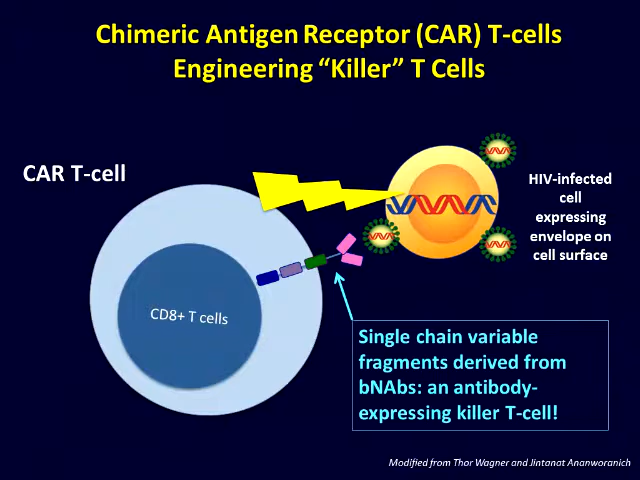 Chimeric Antigen Receptor (CAR) T-cells
Engineering “Killer” T Cells
CAR T-cell
HIV-infected
cell
expressing
envelope on
cell surface
CD8+ T cells
Single chain variable
fragments derived from
bNAbs: an antibody-
expressing killer T-cell!
Modified from Thor Wagner and Jintanat Ananworanich